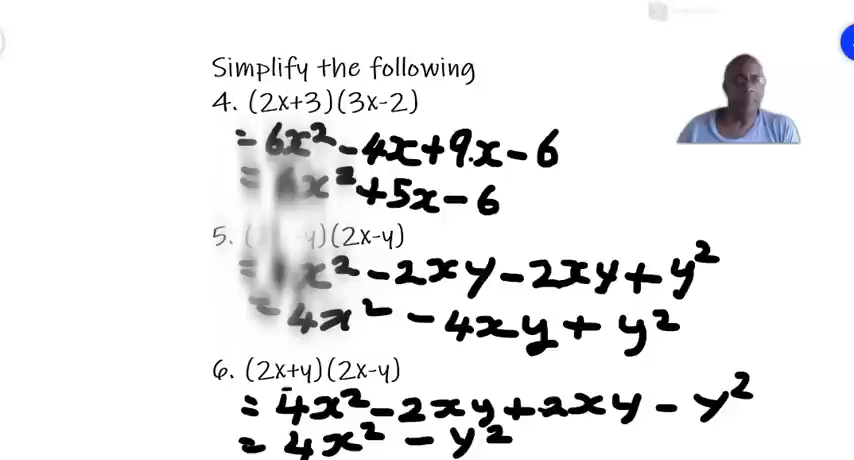 Simplify the following
4. (2x+3)(3x-2)
= 6x² - 4x + 9x - 6
= x² + 5x - 6
5. ( y)(2x-y)
= x² - 2xy - 2xy + y²
= 4x² - 4xy + y²
6. (2x+y)(2x-y)
= 4x² - 2xy + 2xy - y²
= 4x² - y²